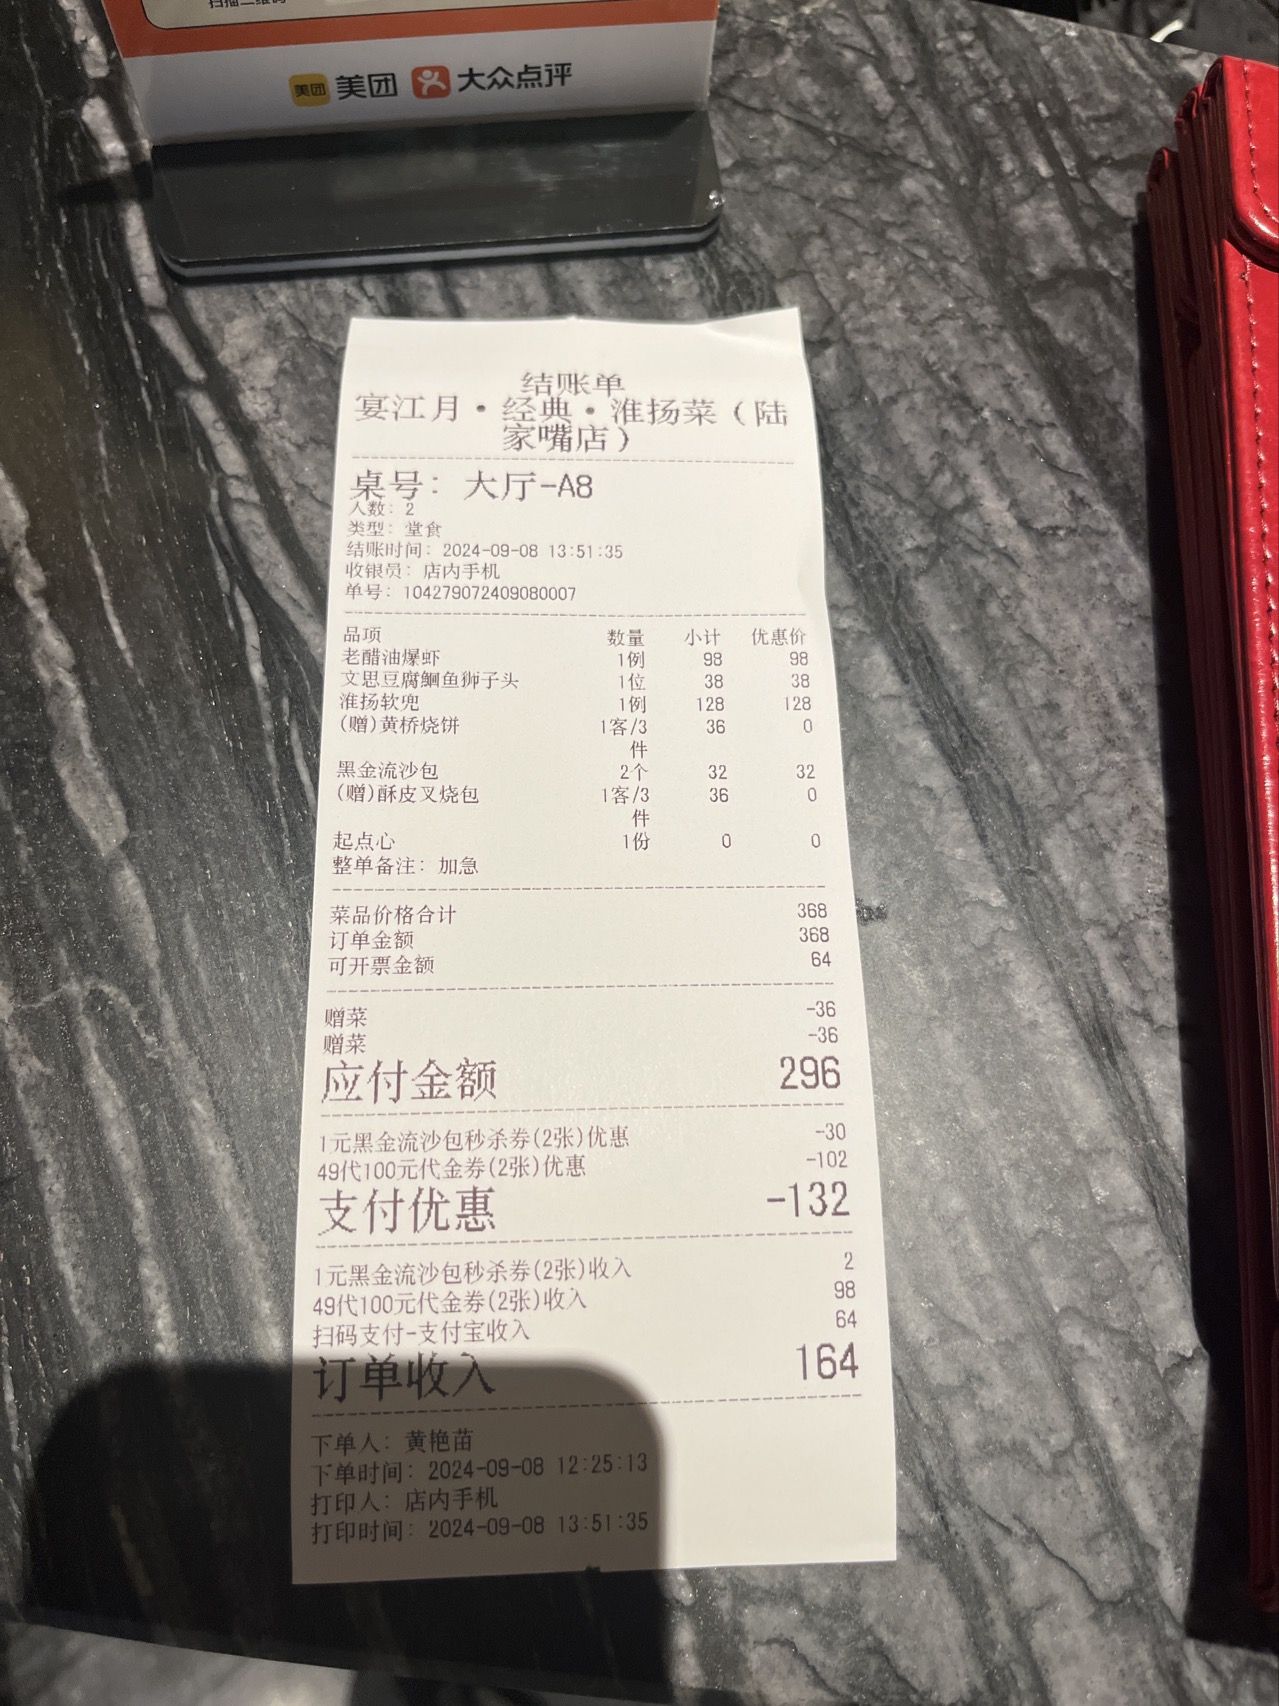 扫描二维码
美团 美团 大众点评
结账单
宴江月·经典·淮扬菜（陆
家嘴店）
桌号：大厅-A8
人数：2
类型：堂食
结账时间：2024-09-08 13:51:35
收银员：店内手机
单号：104279072409080007
品项 数量 小计 优惠价
老醋油爆虾 1例 98 98
文思豆腐鮰鱼狮子头 1位 38 38
淮扬软兜 1例 128 128
(赠)黄桥烧饼 1客/3 36 0
件
黑金流沙包 2个 32 32
(赠)酥皮叉烧包 1客/3 36 0
件
起点心 1份 0 0
整单备注：加急
菜品价格合计 368
订单金额 368
可开票金额 64
赠菜 -36
赠菜 -36
应付金额 296
1元黑金流沙包秒杀券(2张)优惠 -30
49代100元代金券(2张)优惠 -102
支付优惠 -132
1元黑金流沙包秒杀券(2张)收入 2
49代100元代金券(2张)收入 98
扫码支付-支付宝收入 64
订单收入 164
下单人：黄艳苗
下单时间：2024-09-08 12:25:13
打印人：店内手机
打印时间：2024-09-08 13:51:35